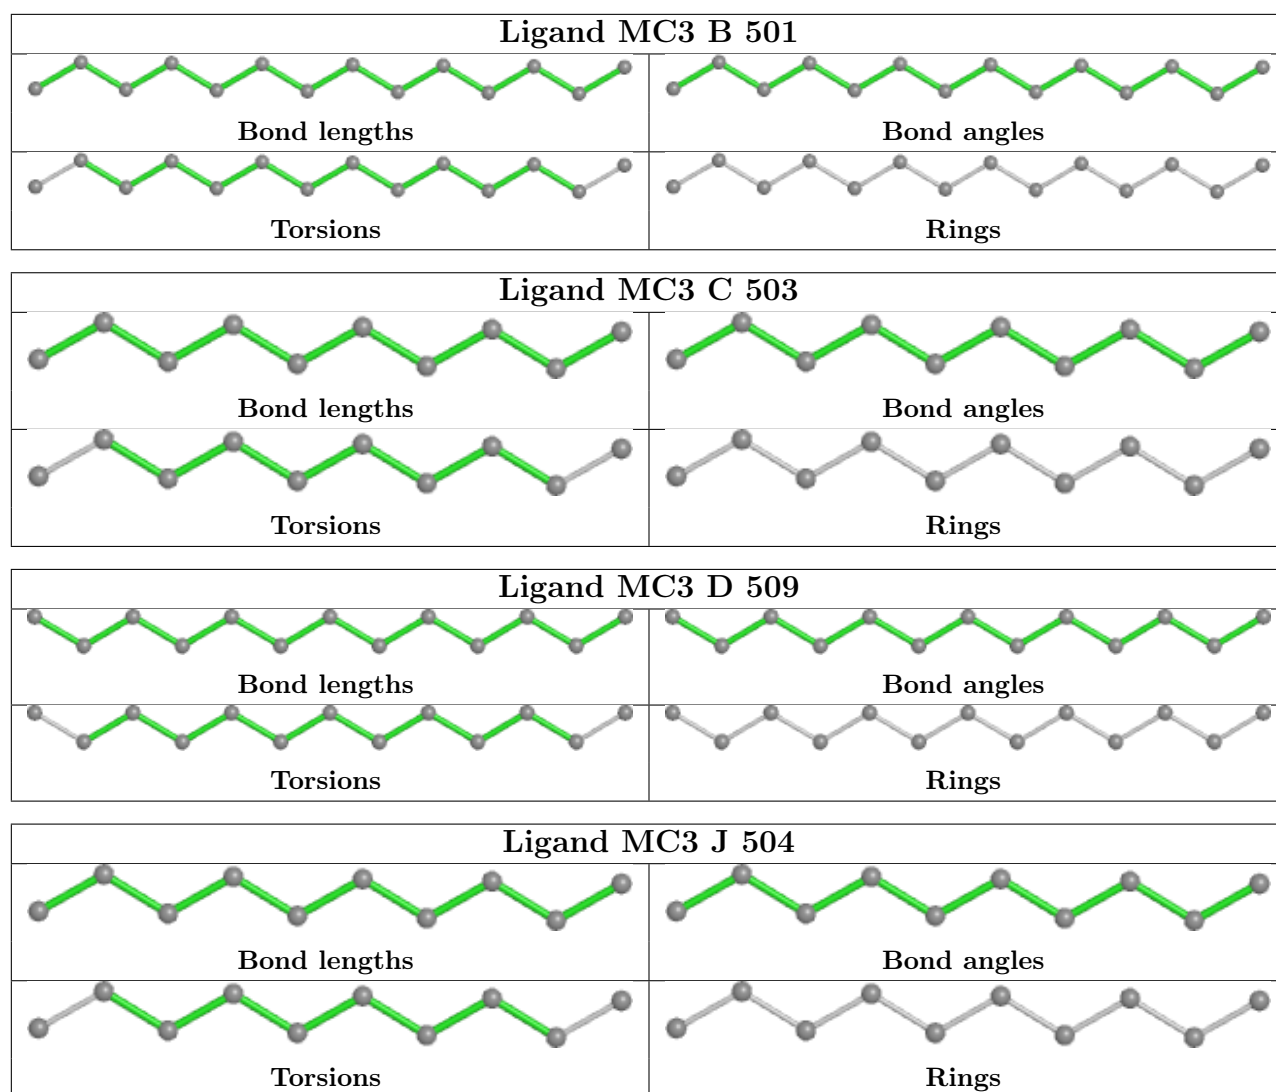 Ligand MC3 B 501
Bond lengths Bond angles
Torsions Rings
Ligand MC3 C 503
Bond lengths Bond angles
Torsions Rings
Ligand MC3 D 509
Bond lengths Bond angles
Torsions Rings
Ligand MC3 J 504
Bond lengths Bond angles
Torsions Rings